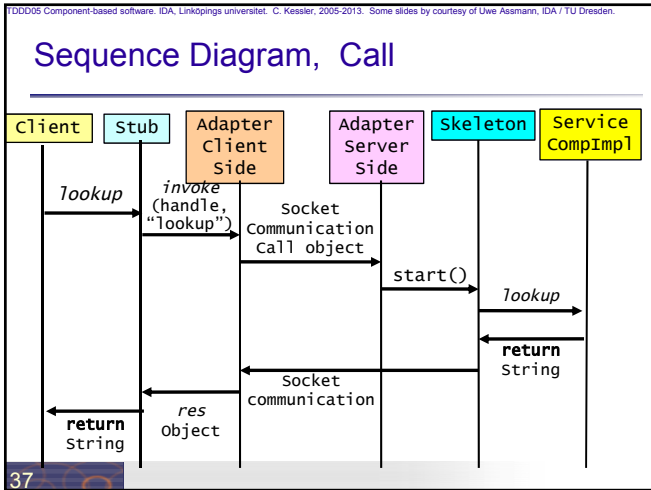 TDDD05 Component-based software. IDA, Linköpings universitet. C. Kessler, 2005-2013. Some slides by courtesy of Uwe Assmann, IDA / TU Dresden.
Sequence Diagram, Call
Client
Stub
Adapter
Client
Side
Adapter
Server
Side
Skeleton
Service
CompImpl
lookup
invoke
(handle,
“lookup”)
Socket
Communication
Call object
start()
lookup
return
String
Socket
communication
res
Object
return
String
37